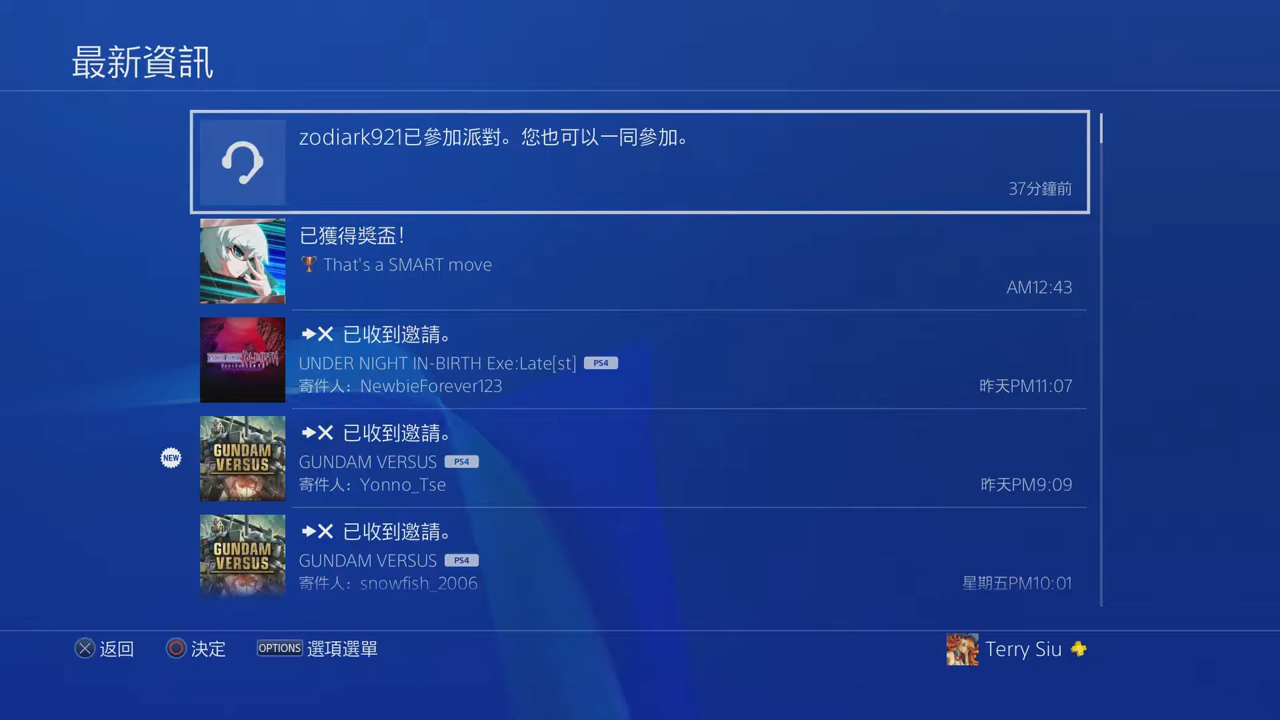 最新資訊
zodiark921已參加派對。您也可以一同參加。
37分鐘前
已獲得獎盃！
That's a SMART move
AM12:43
已收到邀請。
UNDER NIGHT IN-BIRTH Exe:Late[st] PS4
寄件人：NewbieForever123
昨天PM11:07
NEW
GUNDAM VERSUS
已收到邀請。
GUNDAM VERSUS PS4
寄件人：Yonno_Tse
昨天PM9:09
GUNDAM VERSUS
已收到邀請。
GUNDAM VERSUS PS4
寄件人：snowfish_2006
星期五PM10:01
返回 決定 OPTIONS 選項選單
Terry Siu